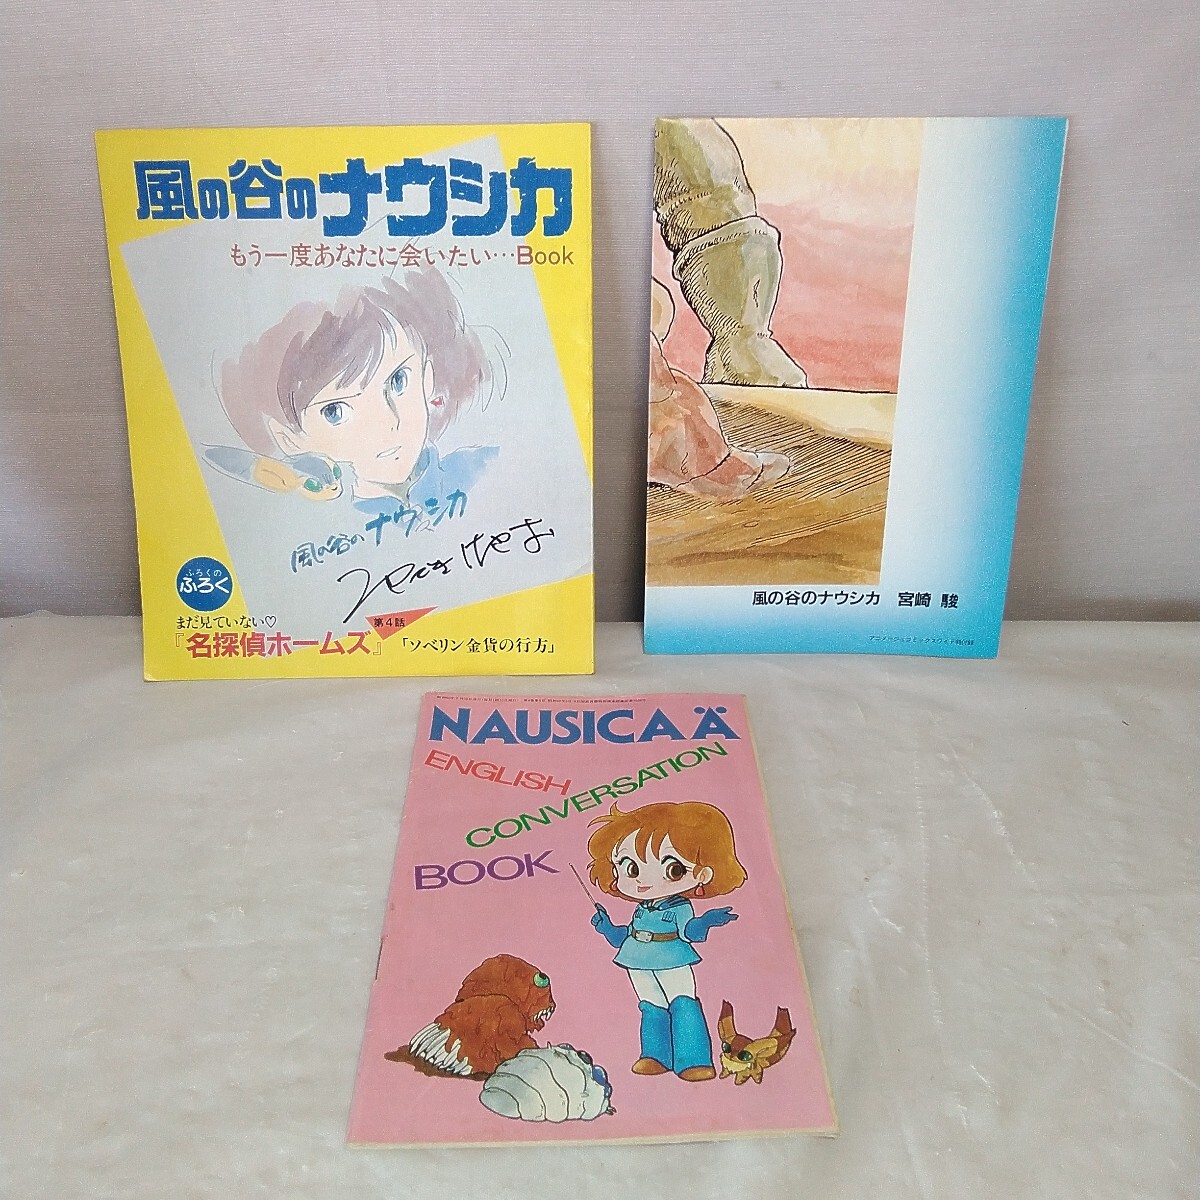 風の谷のナウシカ
もう一度あなたに会いたい…Book
風の谷のナウシカ
ふろくの
ふろく
まだ見ていない♡
『名探偵ホームズ』
第4話
「ソベリン金貨の行方」
風の谷のナウシカ 宮崎 駿
NAUSICAÄ
ENGLISH
CONVERSATION
BOOK